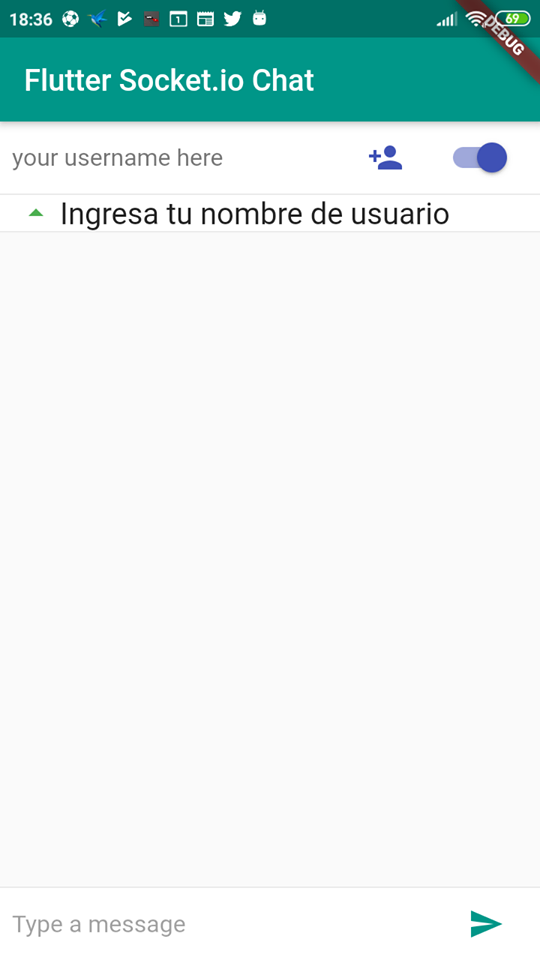 18:36
1
69
DEBUG
Flutter Socket.io Chat
your username here
Ingresa tu nombre de usuario
Type a message